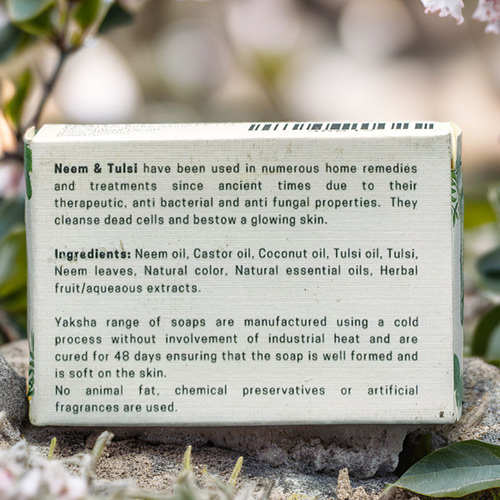 Neem & Tulsi have been used in numerous home remedies
and treatments since ancient times due to their
therapeutic, anti bacterial and anti fungal properties. They
cleanse dead cells and bestow a glowing skin.
Ingredients: Neem oil, Castor oil, Coconut oil, Tulsi oil, Tulsi,
Neem leaves, Natural color, Natural essential oils, Herbal
fruit/aqueaous extracts.
Yaksha range of soaps are manufactured using a cold
process without involvement of industrial heat and are
cured for 48 days ensuring that the soap is well formed and
is soft on the skin.
No animal fat, chemical preservatives or artificial
fragrances are used.